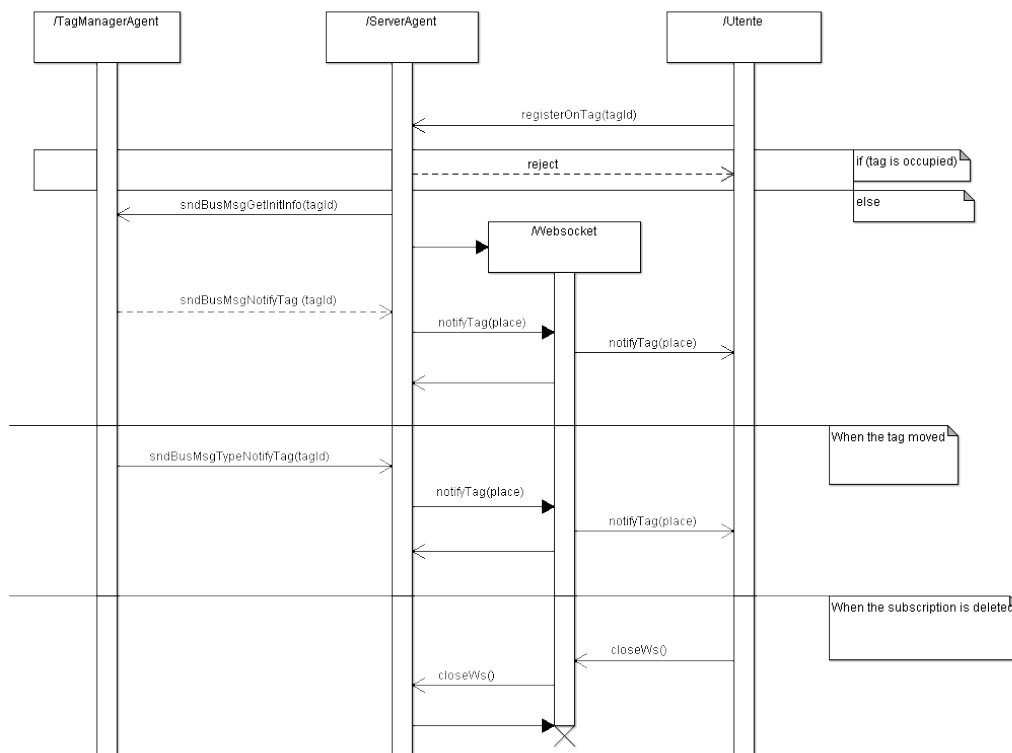 /TagManagerAgent
/ServerAgent
/Utente
registerOnTag(tagId)
reject
if (tag is occupied)
else
sndBusMsgGetInitInfo(tagId)
/Websocket
sndBusMsgNotifyTag (tagId)
notifyTag(place)
notifyTag(place)
When the tag moved
sndBusMsgTypeNotifyTag(tagId)
notifyTag(place)
notifyTag(place)
When the subscription is deleted
closeWs()
closeWs()